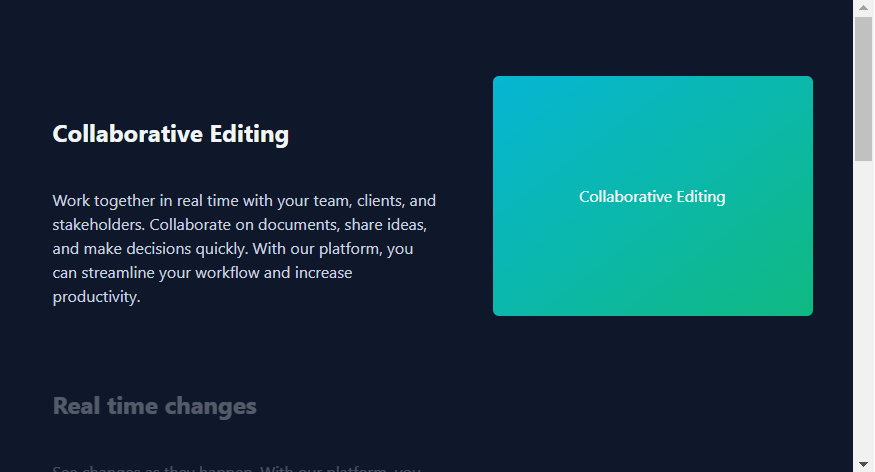 Collaborative Editing
Work together in real time with your team, clients, and
stakeholders. Collaborate on documents, share ideas,
and make decisions quickly. With our platform, you
can streamline your workflow and increase
productivity.
Collaborative Editing
Real time changes
See changes as they happen. With our platform, you